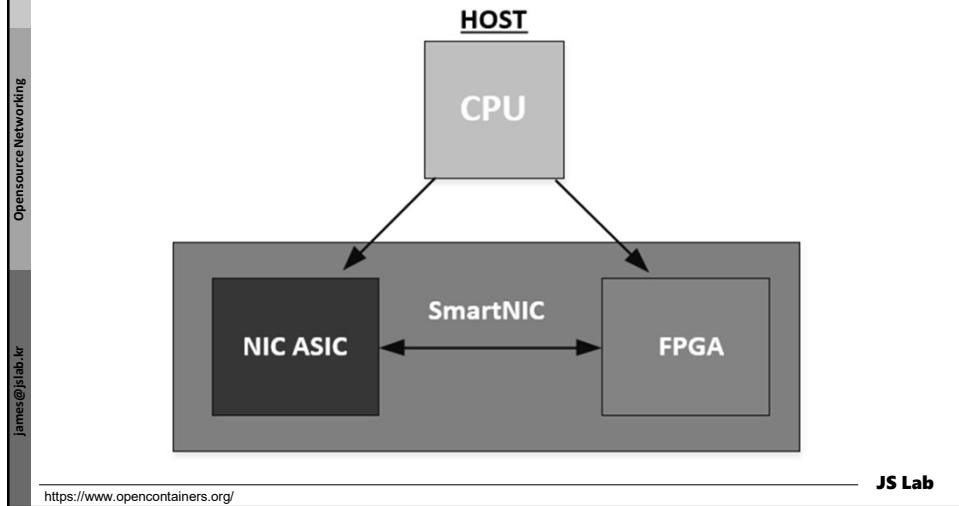 HOST
CPU
SmartNIC
NIC ASIC
FPGA
Opensource Networking
james@jslab.kr
JS Lab
https://www.opencontainers.org/